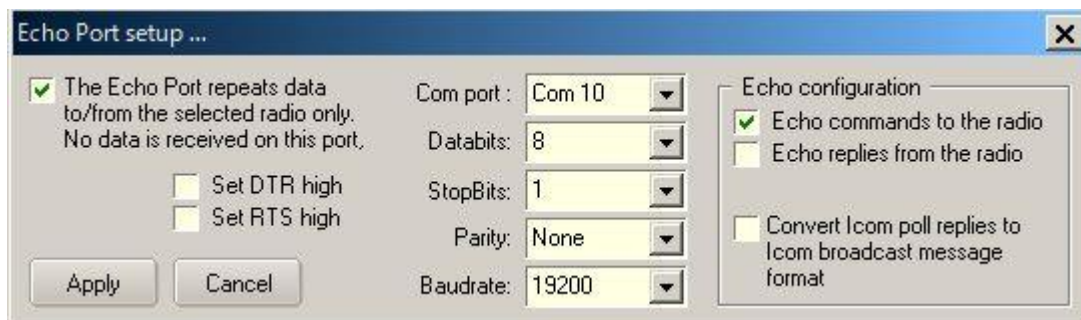 Echo Port setup ...
The Echo Port repeats data
to/from the selected radio only.
No data is received on this port,
Set DTR high
Set RTS high
Apply
Cancel
Com port :
Com 10
Databits:
8
StopBits:
1
Parity:
None
Baudrate:
19200
Echo configuration
Echo commands to the radio
Echo replies from the radio
Convert Icom poll replies to
Icom broadcast message
format